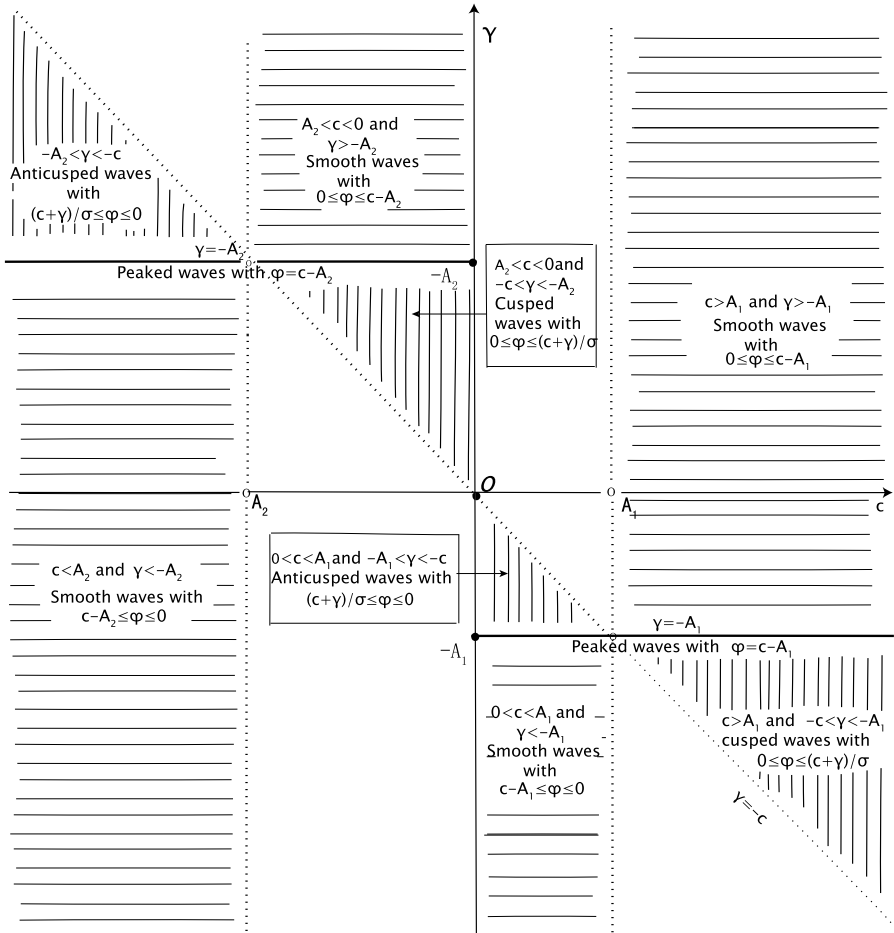 γ
A₂<c<0 and
γ>-A₂
Smooth waves
with
0≤φ≤c-A₂
-A₂<γ<-c
Anticusped waves
with
(c+γ)/σ≤φ≤0
γ=-A₂
Peaked waves with φ=c-A₂
-A₂
A₂<c<0and
-c<γ<-A₂
Cusped
waves with
0≤φ≤(c+γ)/σ
c>A₁ and γ>-A₁
Smooth waves
with
0≤φ≤c-A₁
O
A₂
A₁
c
c<A₂ and γ<-A₂
Smooth waves with
c-A₂≤φ≤0
0<c<A₁and -A₁<γ<-c
Anticusped waves with
(c+γ)/σ≤φ≤0
γ=-A₁
Peaked waves with φ=c-A₁
-A₁
0<c<A₁ and
γ<-A₁
Smooth waves
with
c-A₁≤φ≤0
c>A₁ and -c<γ<-A₁
cusped waves with
0≤φ≤(c+γ)/σ
γ=-c